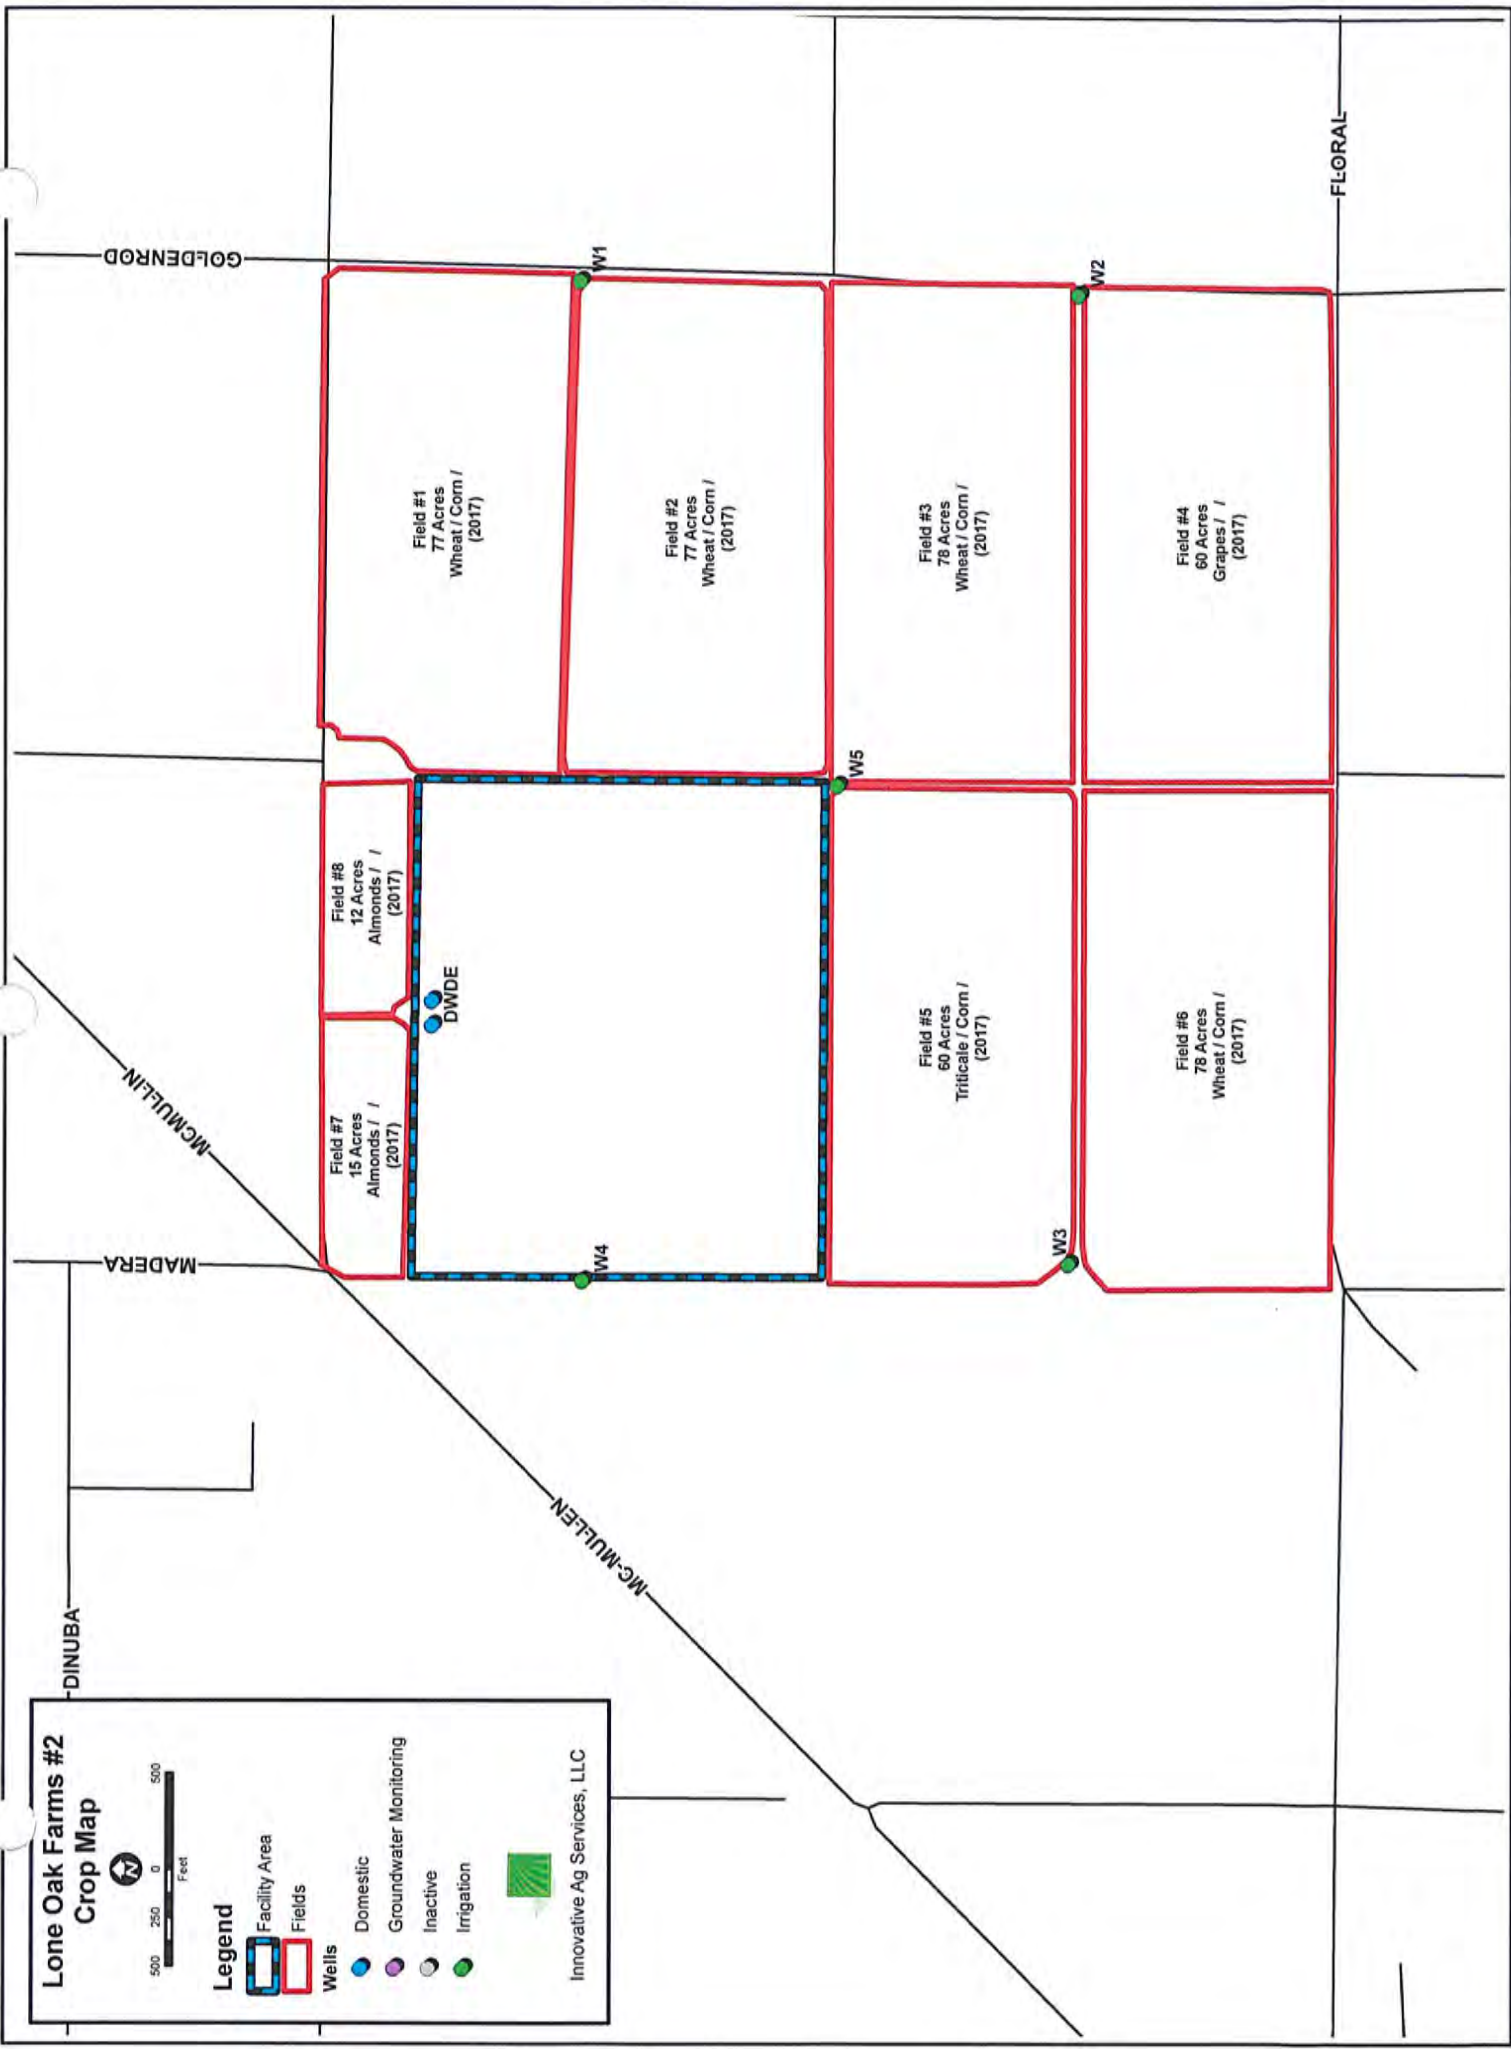 Lone Oak Farms #2
Crop Map
N
500 250 0 500
Feet
Legend
Facility Area
Fields
Wells
Domestic
Groundwater Monitoring
Inactive
Irrigation
Innovative Ag Services, LLC
DINUBA
MADERA
MCMULLIN
MC-MULLEN
GOLDENROD
FLORAL
Field #7
15 Acres
Almonds / /
(2017)
Field #8
12 Acres
Almonds / /
(2017)
Field #1
77 Acres
Wheat / Corn /
(2017)
DWDE
W4
W1
Field #2
77 Acres
Wheat / Corn /
(2017)
W5
Field #5
60 Acres
Triticale / Corn /
(2017)
Field #3
78 Acres
Wheat / Corn /
(2017)
W3
W2
Field #6
78 Acres
Wheat / Corn /
(2017)
Field #4
60 Acres
Grapes / /
(2017)